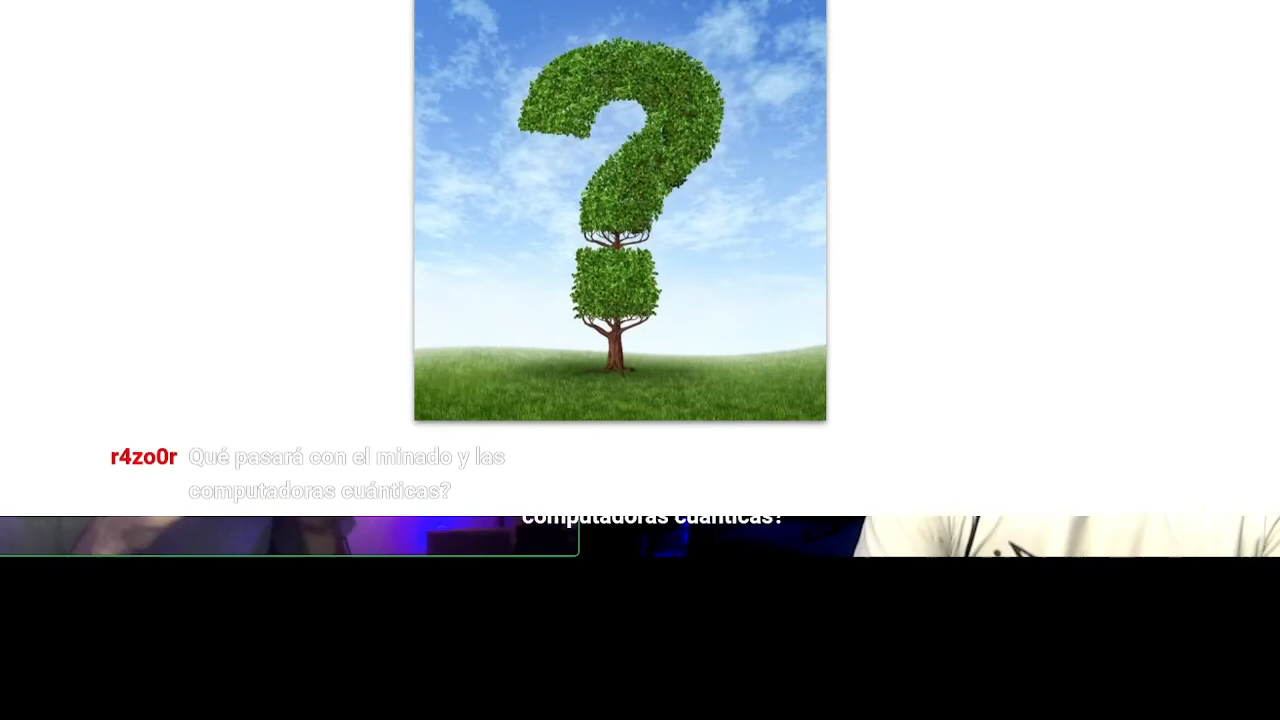 r4zo0r Qué pasará con el minado y las
computadoras cuánticas?
computadoras cuánticas?